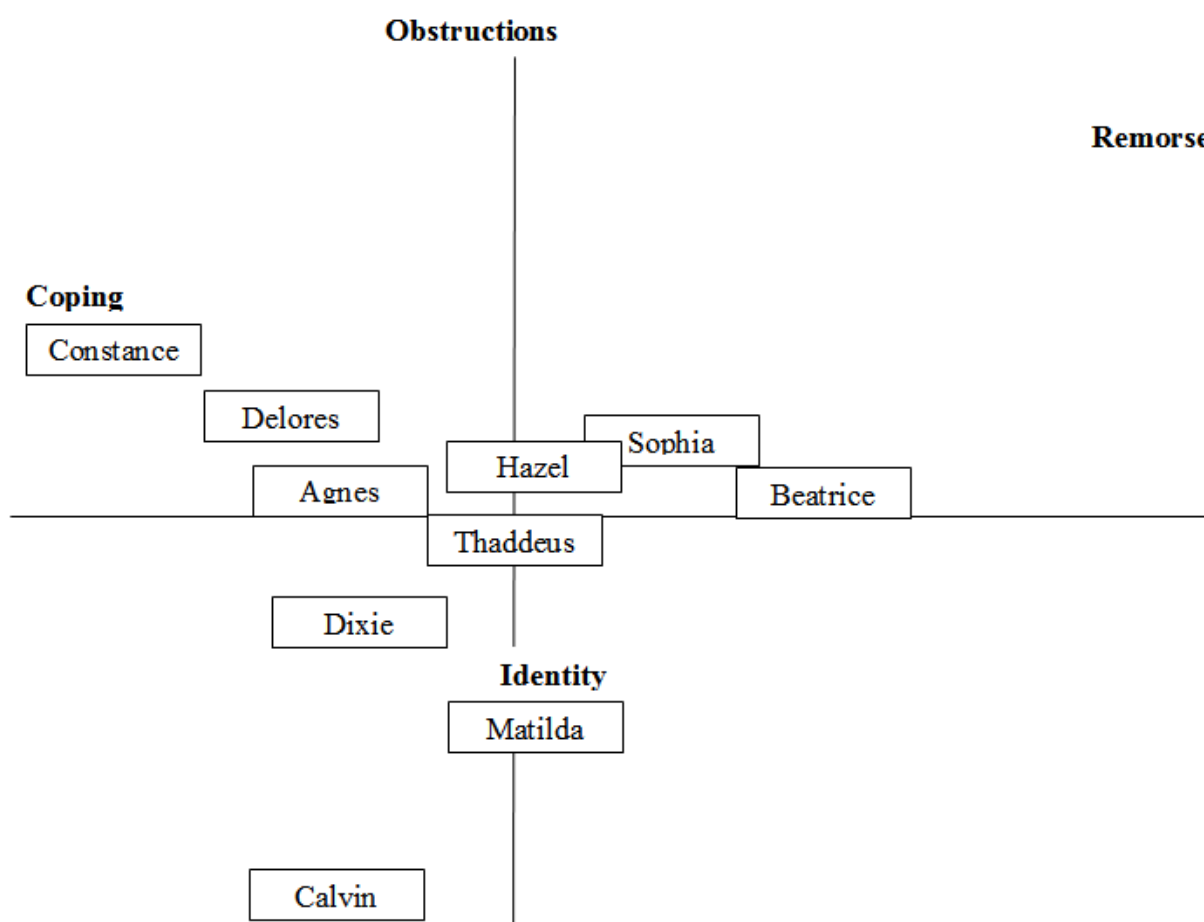 Obstructions
Remorse
Coping
Constance
Delores
Sophia
Hazel
Agnes
Beatrice
Thaddeus
Dixie
Identity
Matilda
Calvin